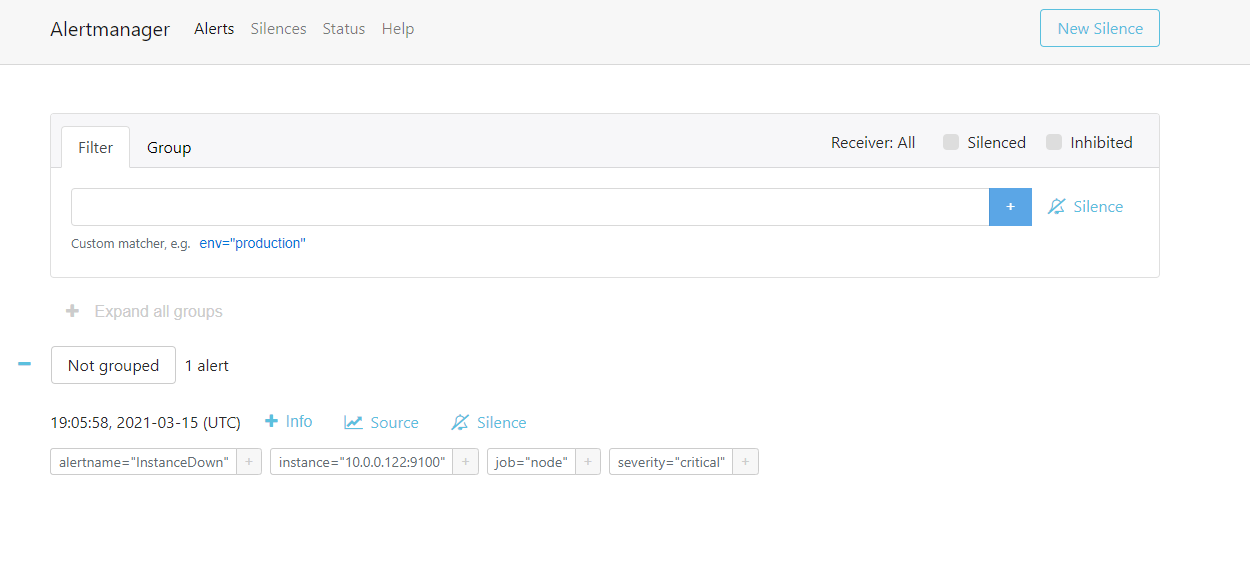 Alertmanager Alerts Silences Status Help New Silence
Filter Group Receiver: All Silenced Inhibited
+ Silence
Custom matcher, e.g. env="production"
+ Expand all groups
− Not grouped 1 alert
19:05:58, 2021-03-15 (UTC) + Info Source Silence
alertname="InstanceDown" + instance="10.0.0.122:9100" + job="node" + severity="critical" +